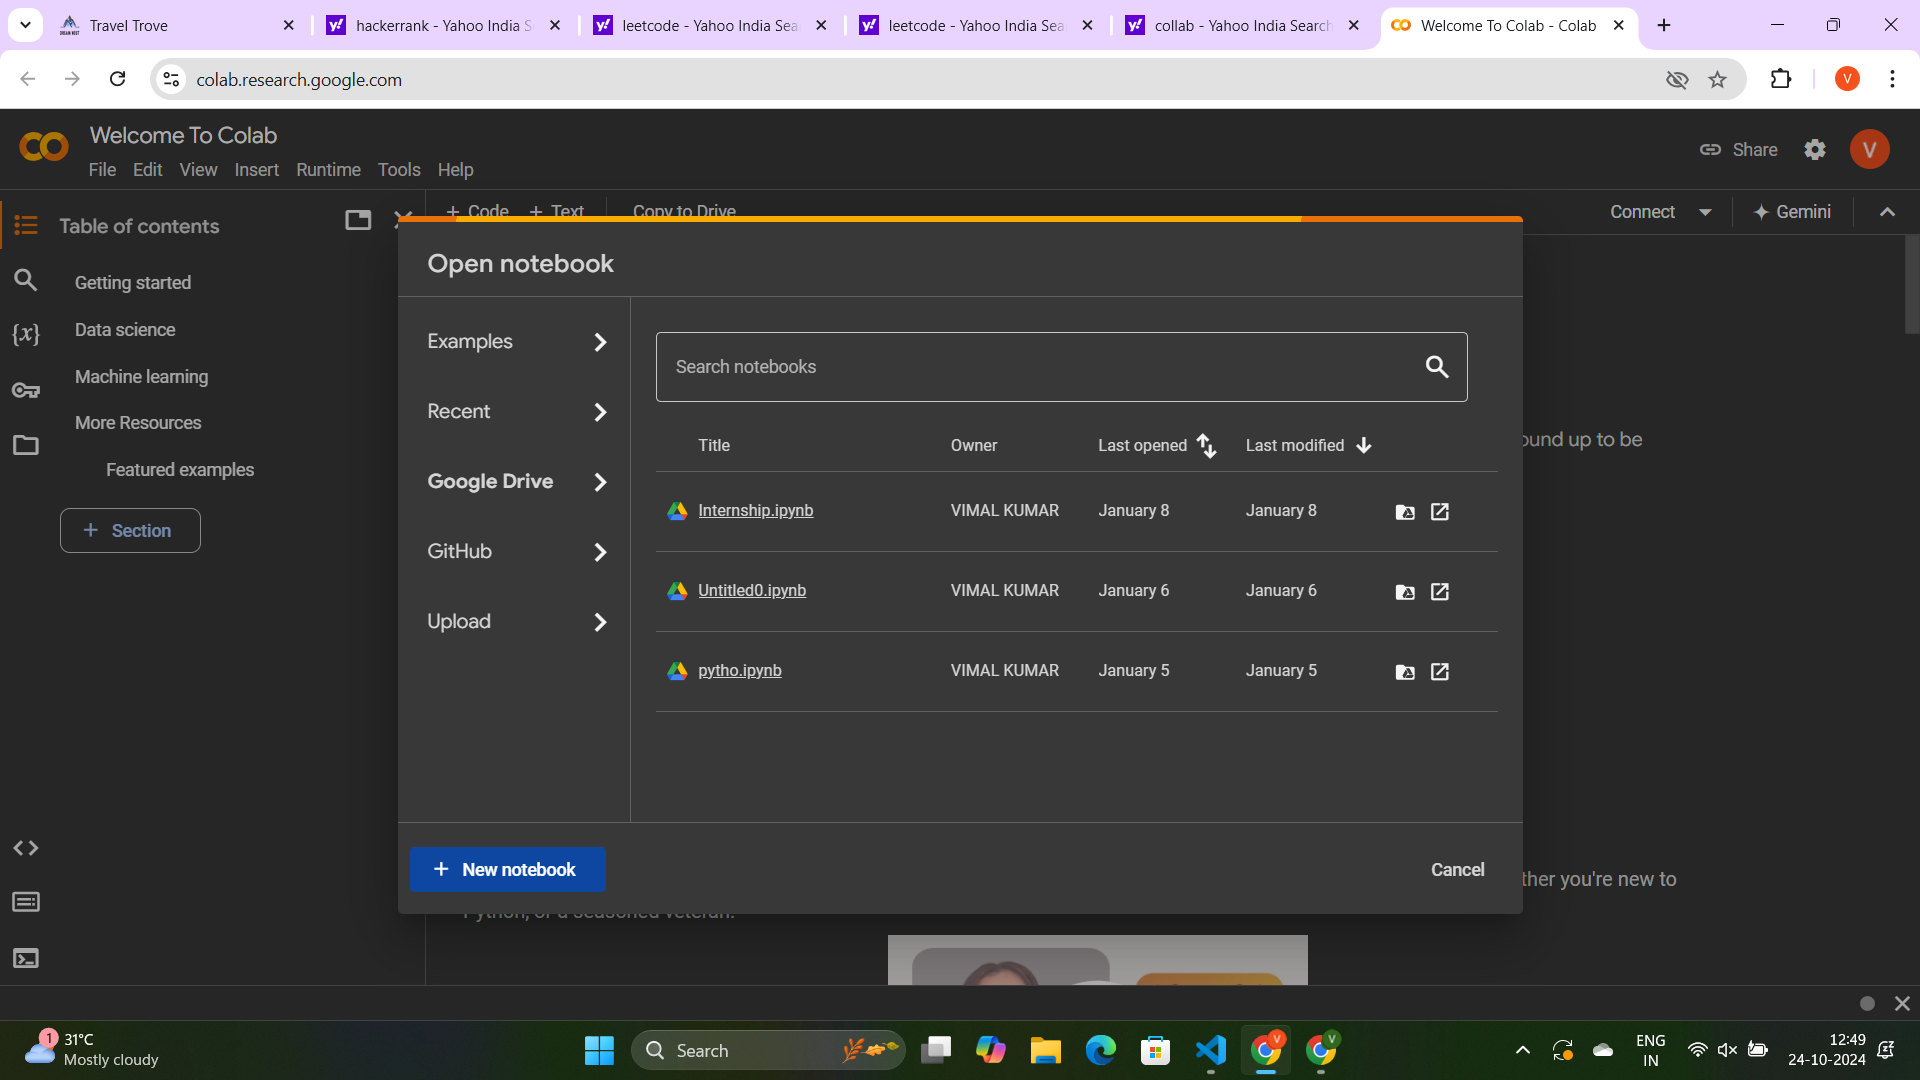 Travel Trove
hackerrank - Yahoo India S
leetcode - Yahoo India Sea
leetcode - Yahoo India Sea
collab - Yahoo India Search
Welcome To Colab - Colab
colab.research.google.com
V
Welcome To Colab
File Edit View Insert Runtime Tools Help
Share
V
Table of contents
+ Code + Text Copy to Drive
Connect
Gemini
Getting started
Data science
Machine learning
More Resources
Featured examples
+ Section
Open notebook
Examples
Recent
Google Drive
GitHub
Upload
Search notebooks
Title Owner Last opened Last modified
Internship.ipynb VIMAL KUMAR January 8 January 8
Untitled0.ipynb VIMAL KUMAR January 6 January 6
pytho.ipynb VIMAL KUMAR January 5 January 5
+ New notebook
Cancel
ound up to be
ther you're new to
Python, or a seasoned veteran.
1
31°C
Mostly cloudy
Search
V
V
ENG
IN
12:49
24-10-2024